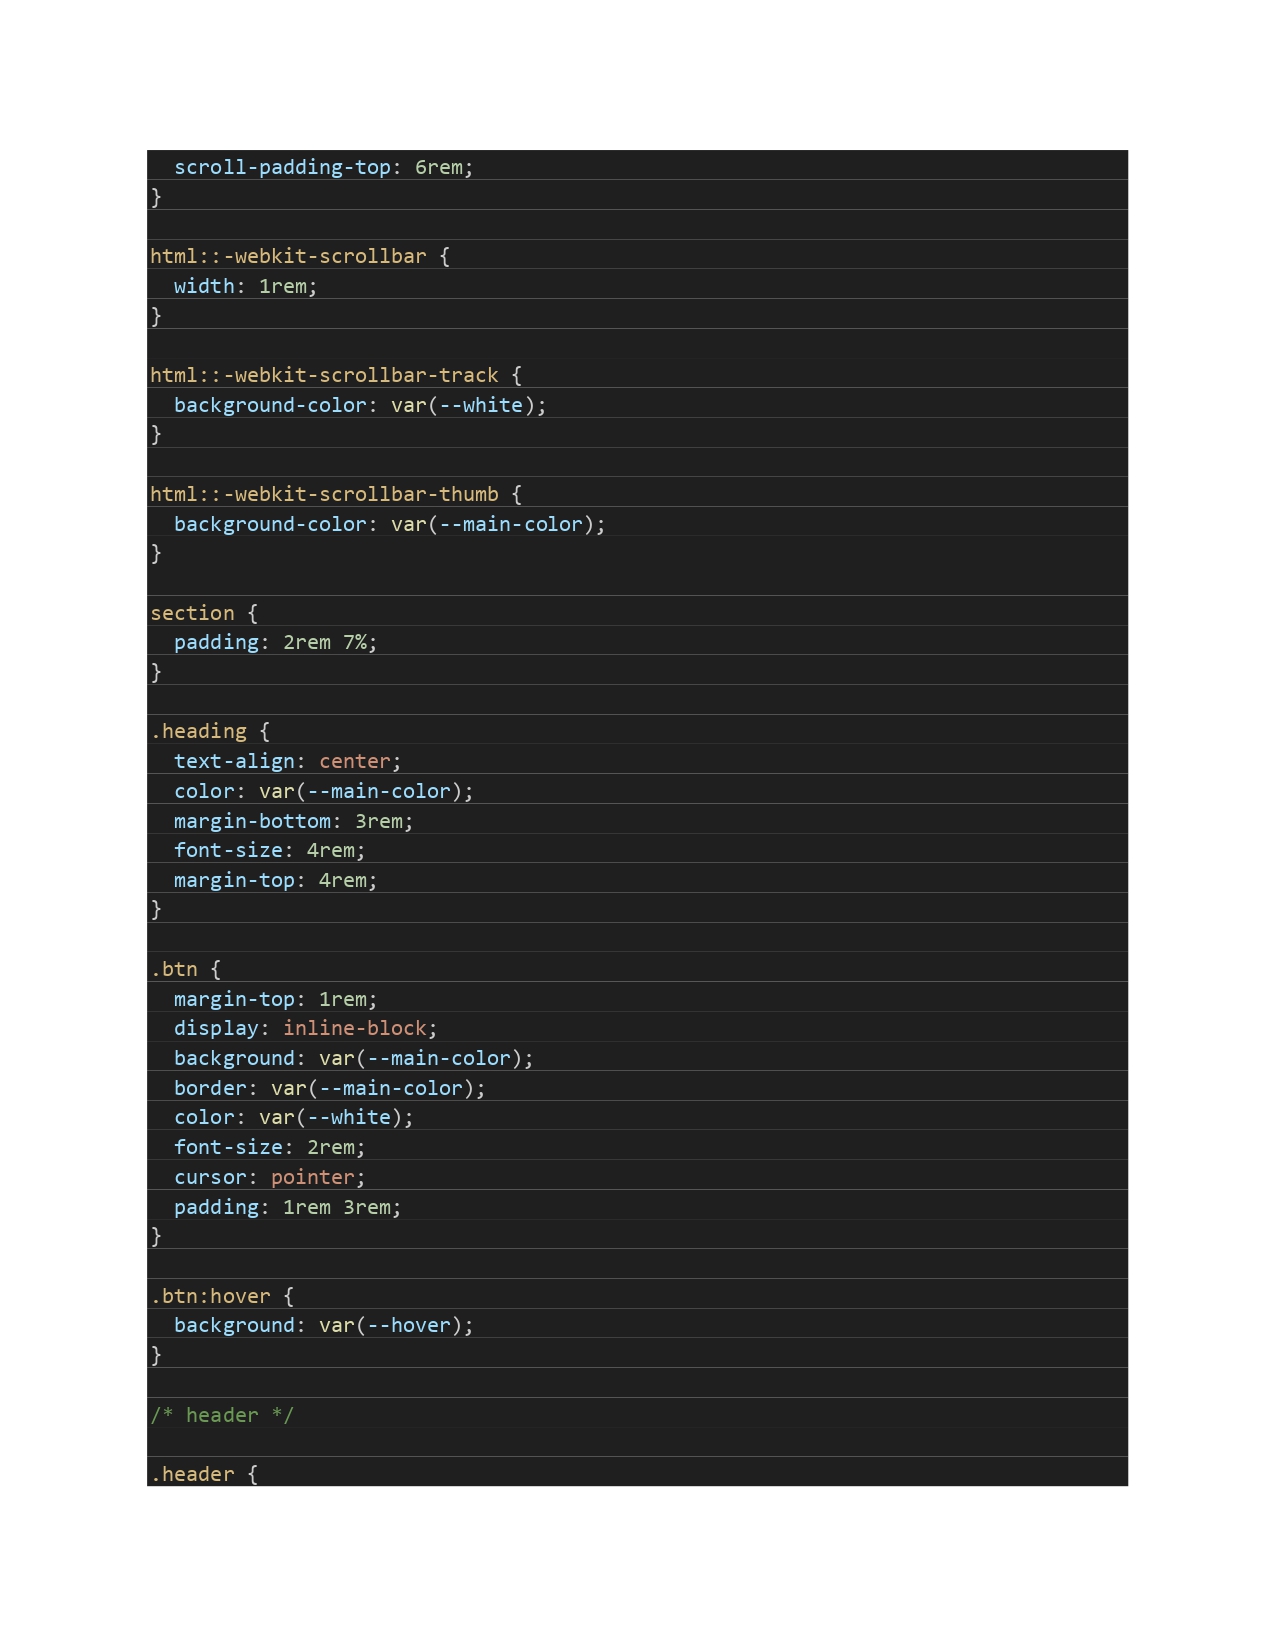 scroll-padding-top: 6rem;
}

html::-webkit-scrollbar {
  width: 1rem;
}

html::-webkit-scrollbar-track {
  background-color: var(--white);
}

html::-webkit-scrollbar-thumb {
  background-color: var(--main-color);
}

section {
  padding: 2rem 7%;
}

.heading {
  text-align: center;
  color: var(--main-color);
  margin-bottom: 3rem;
  font-size: 4rem;
  margin-top: 4rem;
}

.btn {
  margin-top: 1rem;
  display: inline-block;
  background: var(--main-color);
  border: var(--main-color);
  color: var(--white);
  font-size: 2rem;
  cursor: pointer;
  padding: 1rem 3rem;
}

.btn:hover {
  background: var(--hover);
}

/* header */

.header {